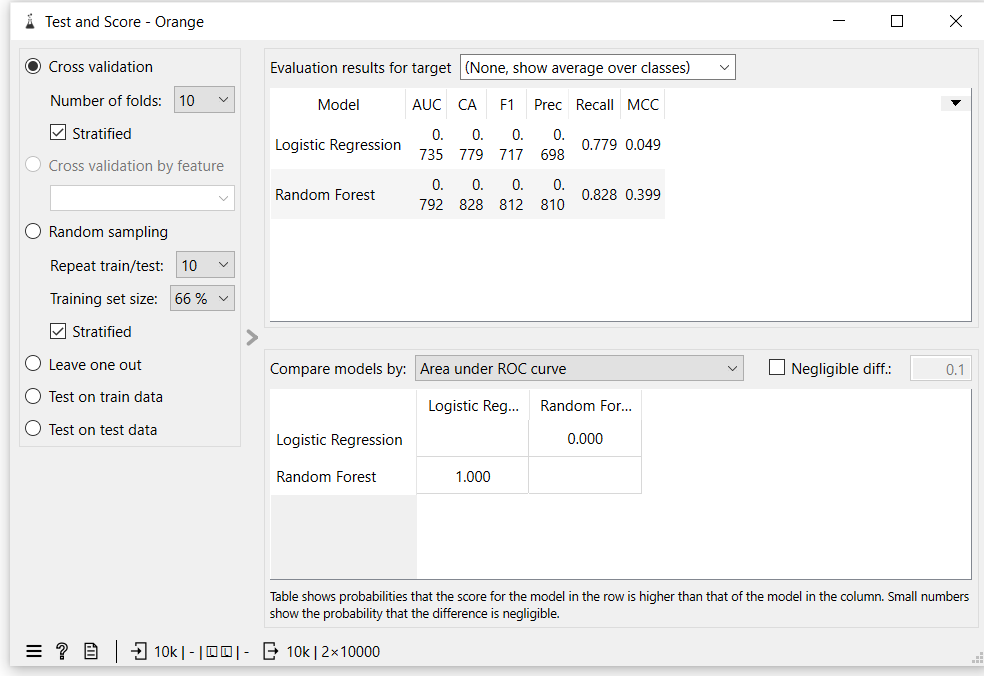 Test and Score - Orange
Cross validation
Number of folds: 10
Stratified
Cross validation by feature
Random sampling
Repeat train/test: 10
Training set size: 66 %
Stratified
Leave one out
Test on train data
Test on test data
Evaluation results for target (None, show average over classes)
Model AUC CA F1 Prec Recall MCC
Logistic Regression 0.735 0.779 0.717 0.698 0.779 0.049
Random Forest 0.792 0.828 0.812 0.810 0.828 0.399
Compare models by: Area under ROC curve Negligible diff.: 0.1
Logistic Reg... Random For...
Logistic Regression 0.000
Random Forest 1.000
Table shows probabilities that the score for the model in the row is higher than that of the model in the column. Small numbers
show the probability that the difference is negligible.
? 10k | - | | - 10k | 2×10000